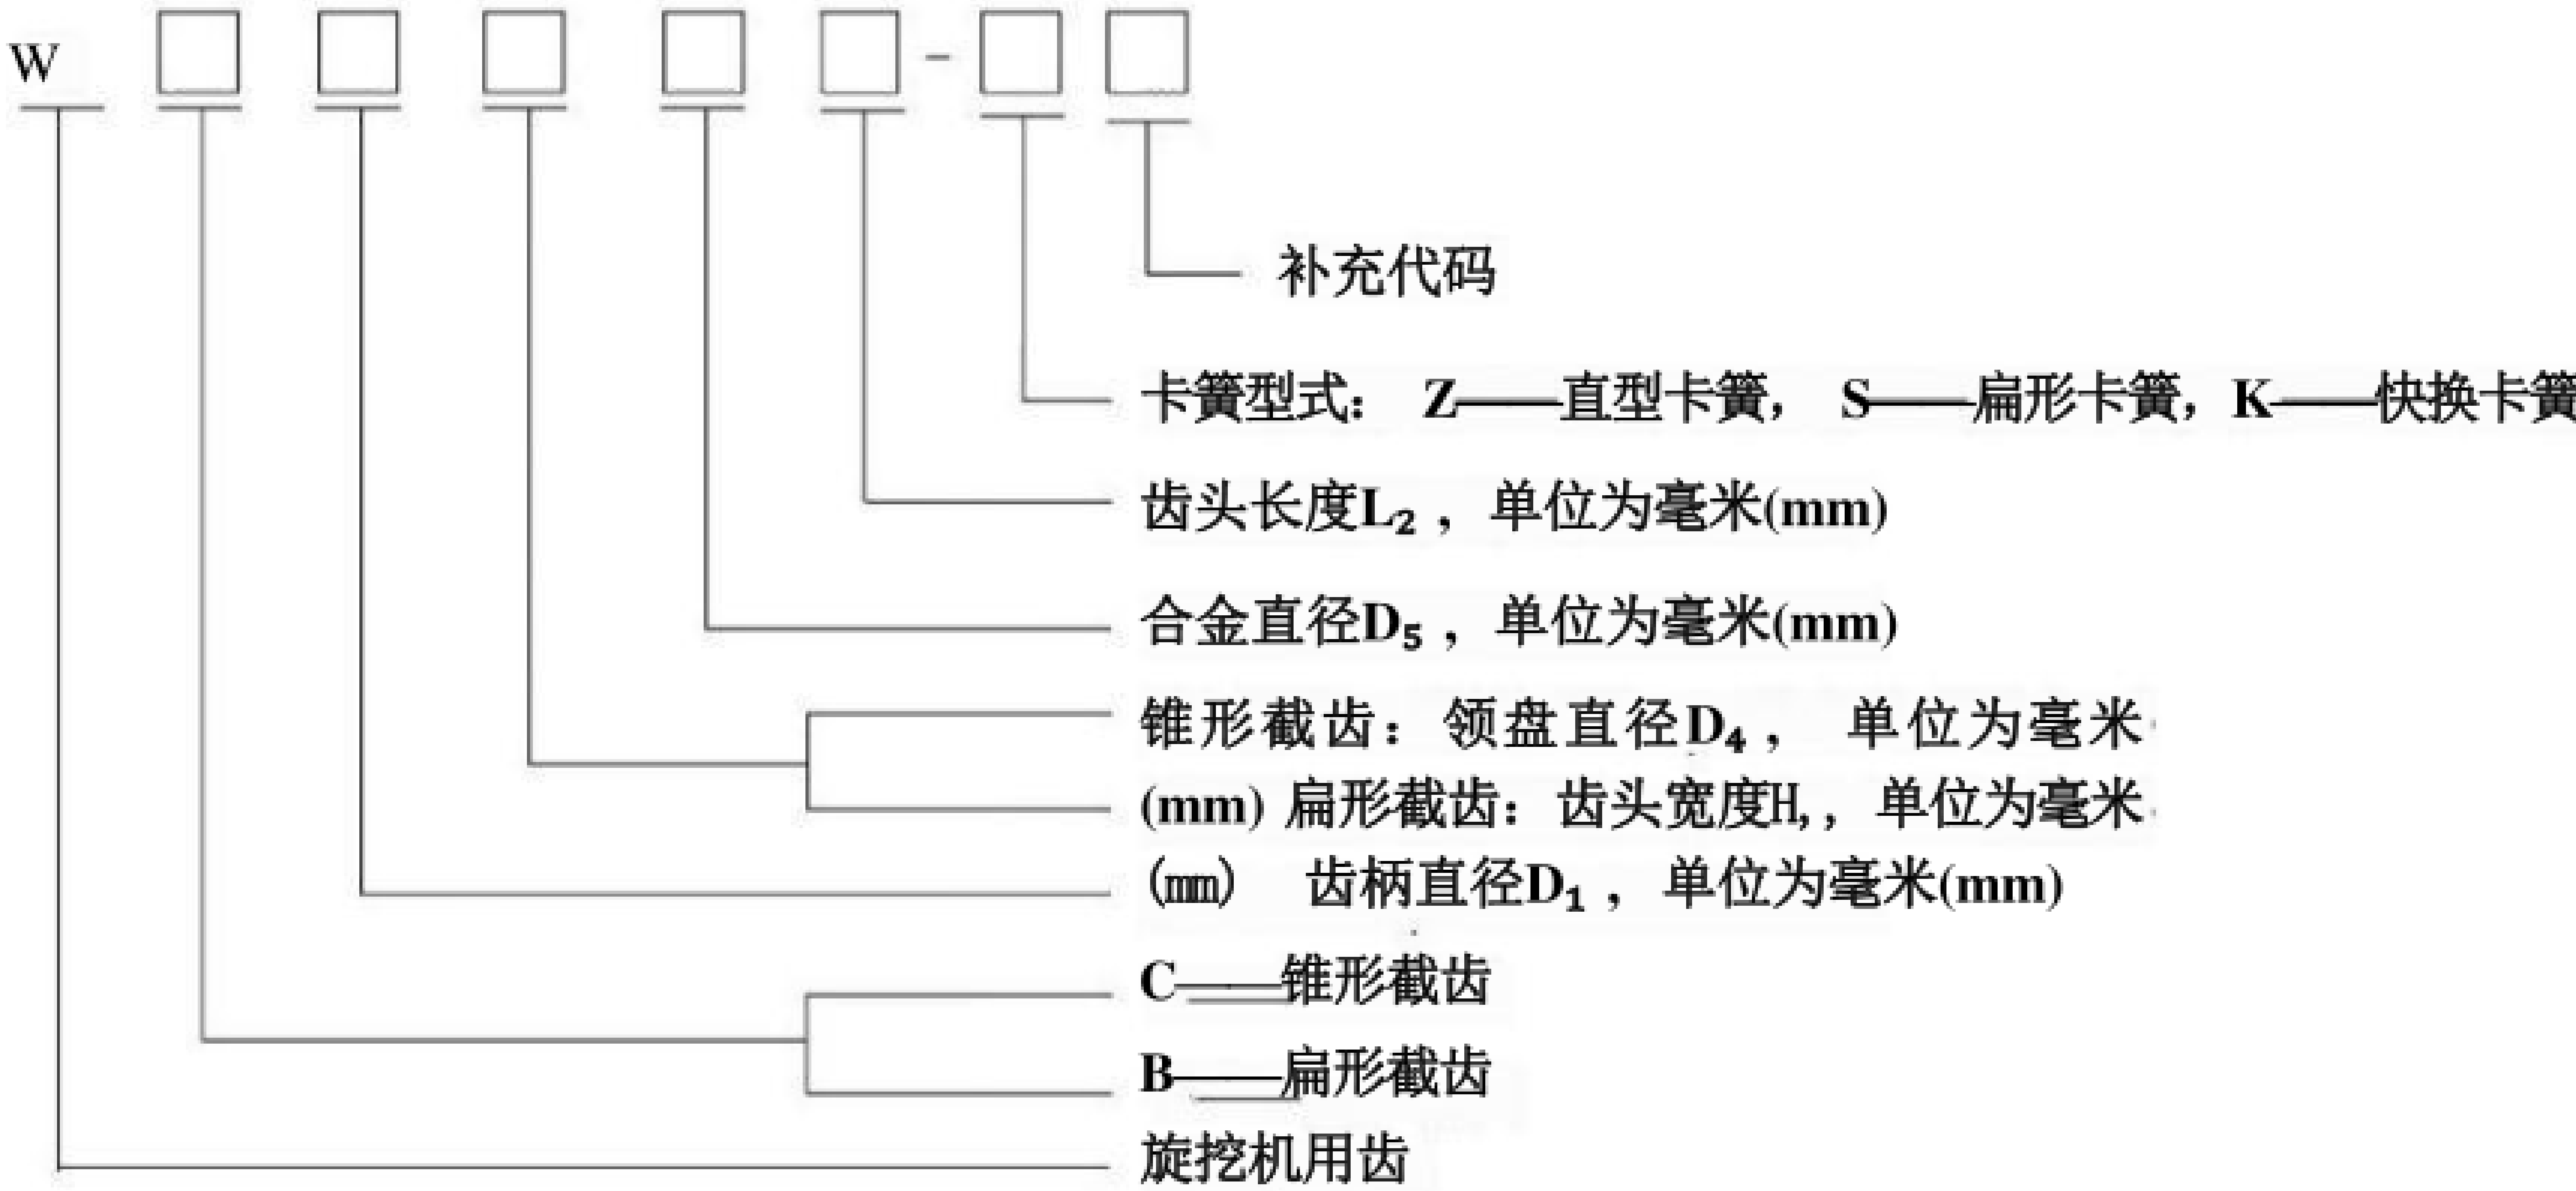 W □ □ □ □ □ - □ □
补充代码
卡簧型式： Z——直型卡簧， S——扁形卡簧，K——快换卡簧
齿头长度L₂ ，单位为毫米(mm)
合金直径D₅ ，单位为毫米(mm)
锥形截齿：领盘直径D₄ ， 单位为毫米
(mm) 扁形截齿：齿头宽度H,，单位为毫米
(mm) 齿柄直径D₁ ，单位为毫米(mm)
C——锥形截齿
B——扁形截齿
旋挖机用齿